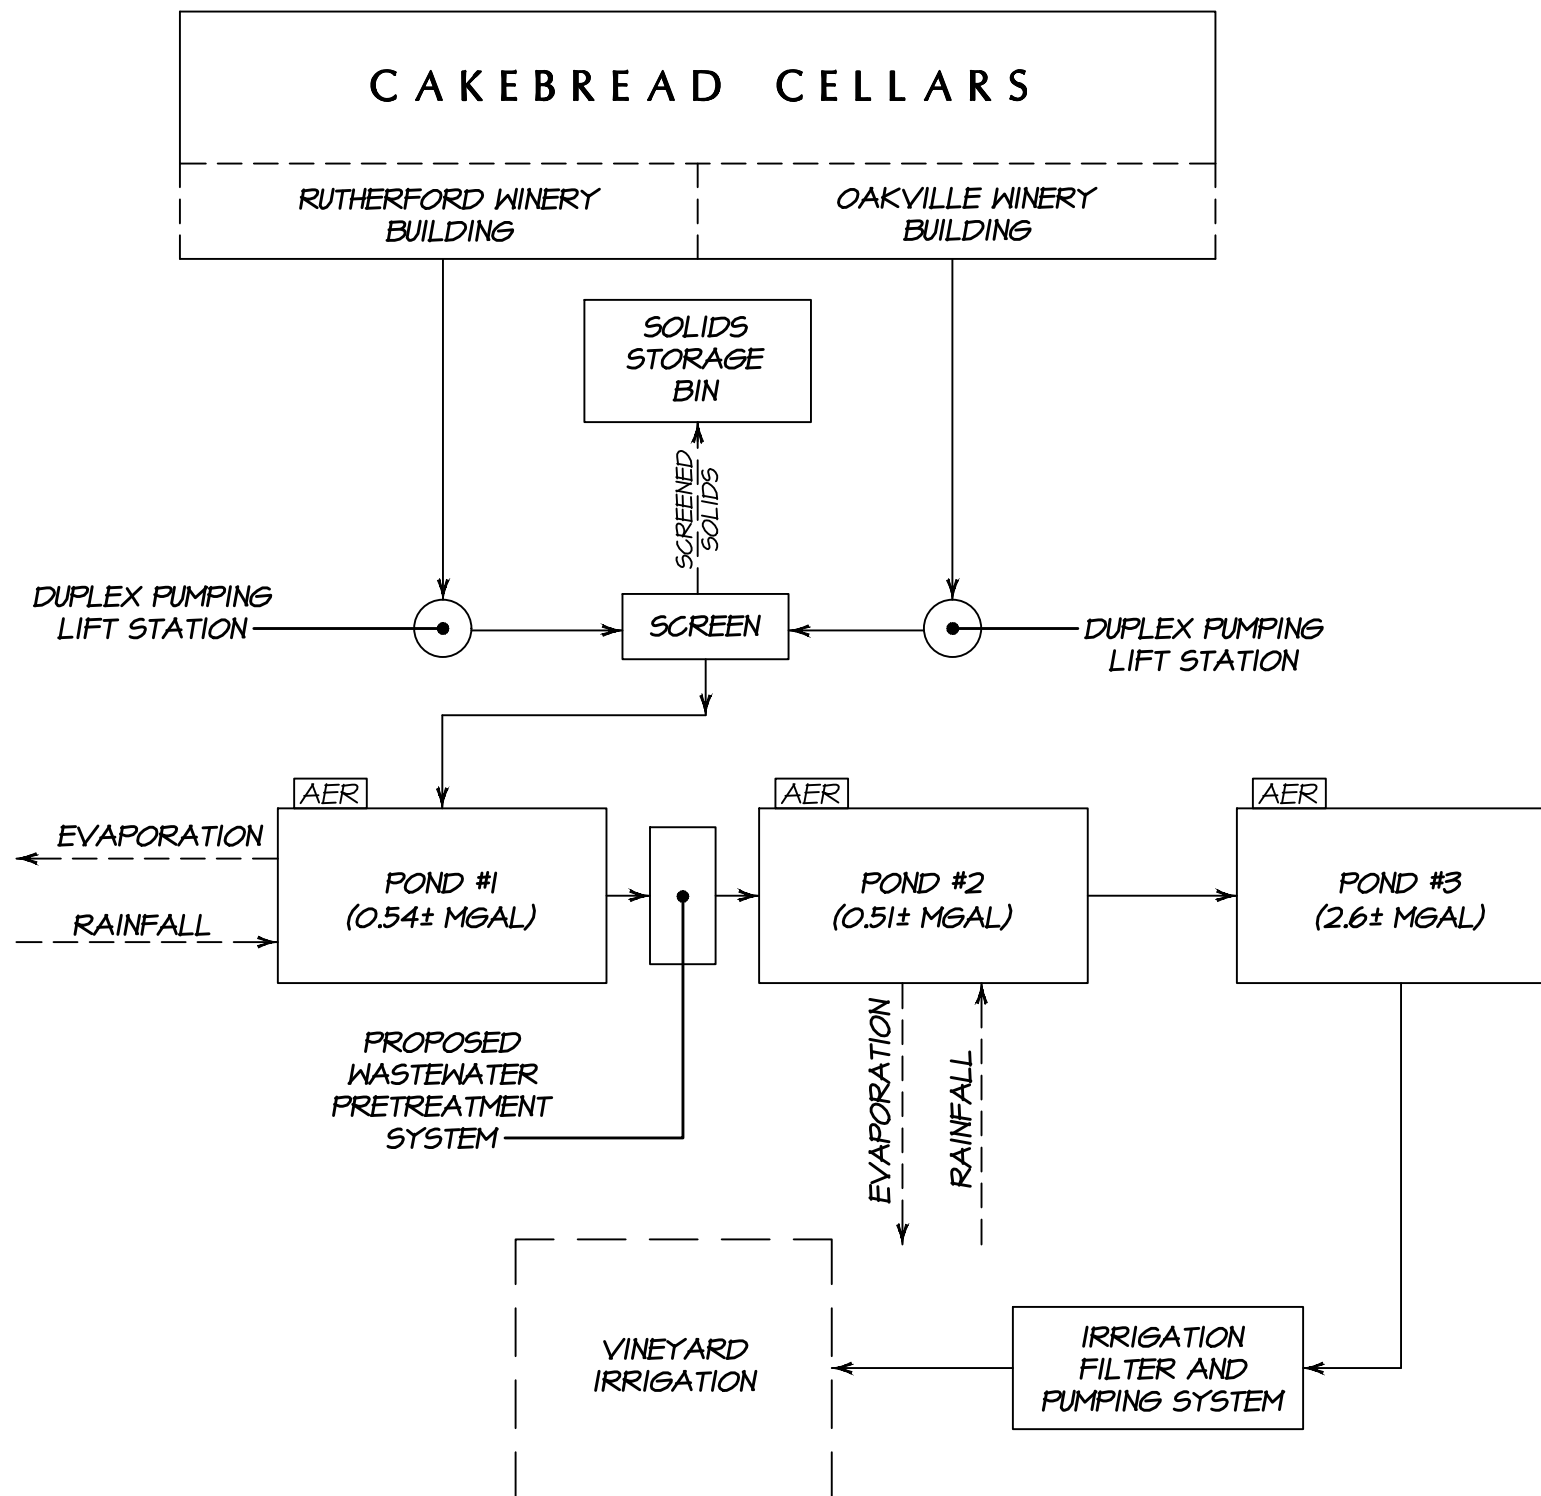 CAKEBREAD CELLARS
RUTHERFORD WINERY
BUILDING
OAKVILLE WINERY
BUILDING
SOLIDS
STORAGE
BIN
SCREENED
SOLIDS
DUPLEX PUMPING
LIFT STATION
SCREEN
DUPLEX PUMPING
LIFT STATION
AER
AER
AER
EVAPORATION
RAINFALL
POND #1
(0.54± MGAL)
POND #2
(0.51± MGAL)
POND #3
(2.6± MGAL)
PROPOSED
WASTEWATER
PRETREATMENT
SYSTEM
EVAPORATION
RAINFALL
VINEYARD
IRRIGATION
IRRIGATION
FILTER AND
PUMPING SYSTEM